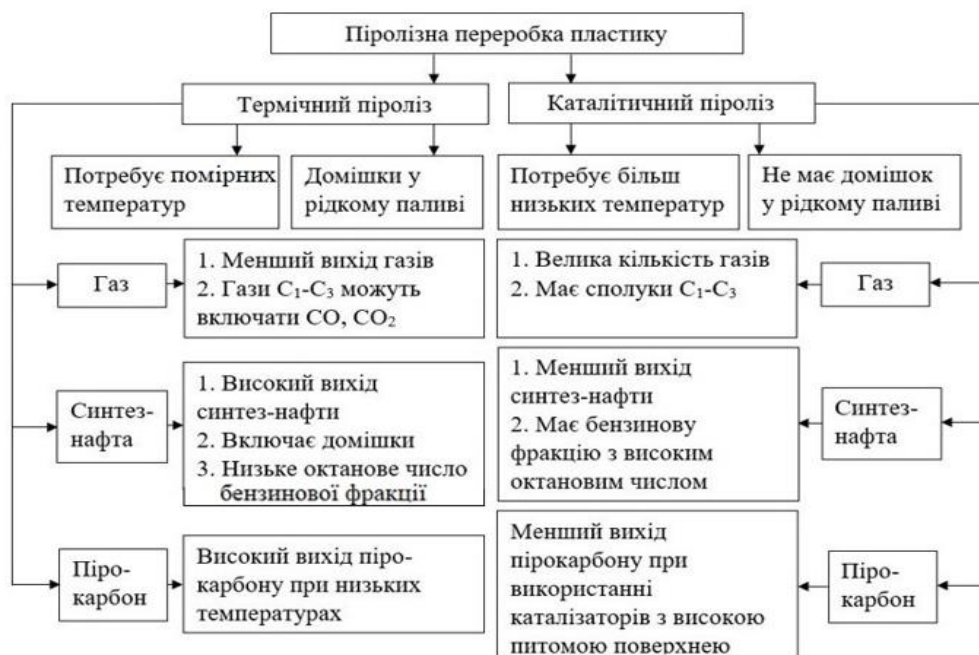 Піролізна переробка пластику
Термічний піроліз
Каталітичний піроліз
Потребує помірних
температур
Домішки у
рідкому паливі
Потребує більш
низьких температур
Не має домішок
у рідкому паливі
Газ
1. Менший вихід газів
2. Гази C₁-C₃ можуть
включати CO, CO₂
1. Велика кількість газів
2. Має сполуки C₁-C₃
Газ
Синтез-
нафта
1. Високий вихід
синтез-нафти
2. Включає домішки
3. Низьке октанове число
бензинової фракції
1. Менший вихід
синтез-нафти
2. Має бензинову
фракцію з високим
октановим числом
Синтез-
нафта
Піро-
карбон
Високий вихід піро-
карбону при низьких
температурах
Менший вихід
пірокарбону при
використанні
каталізаторів з високою
питомою поверхнею
Піро-
карбон